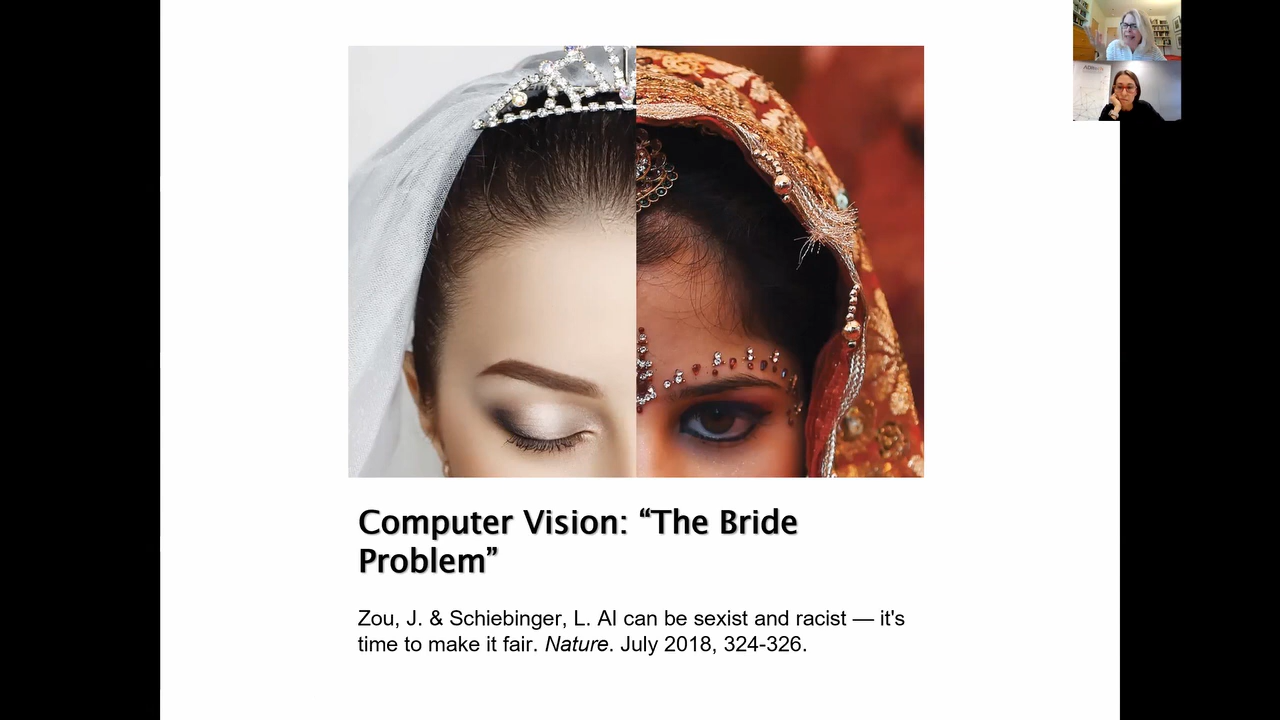 Computer Vision: “The Bride
Problem”
Zou, J. & Schiebinger, L. AI can be sexist and racist — it's
time to make it fair. Nature. July 2018, 324-326.